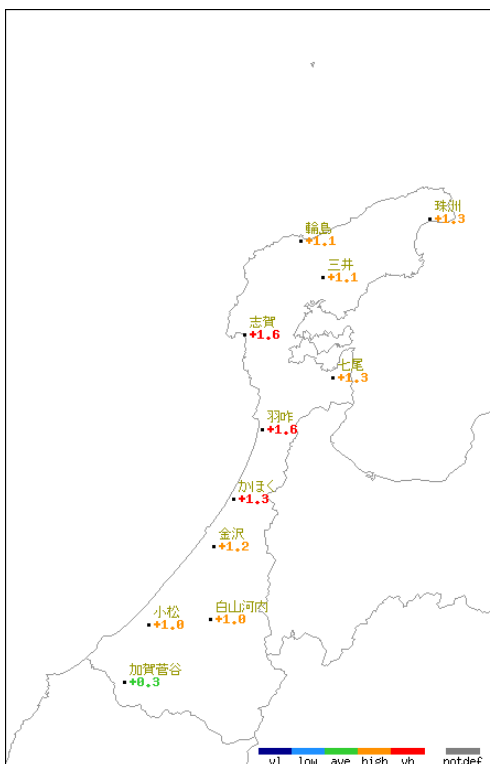 珠洲
+1.3
輪島
+1.1
三井
+1.1
志賀
+1.6
七尾
+1.3
羽咋
+1.6
かほく
+1.3
金沢
+1.2
小松
+1.0
白山河内
+1.0
加賀菅谷
+0.3
vl low ave high vh notdef